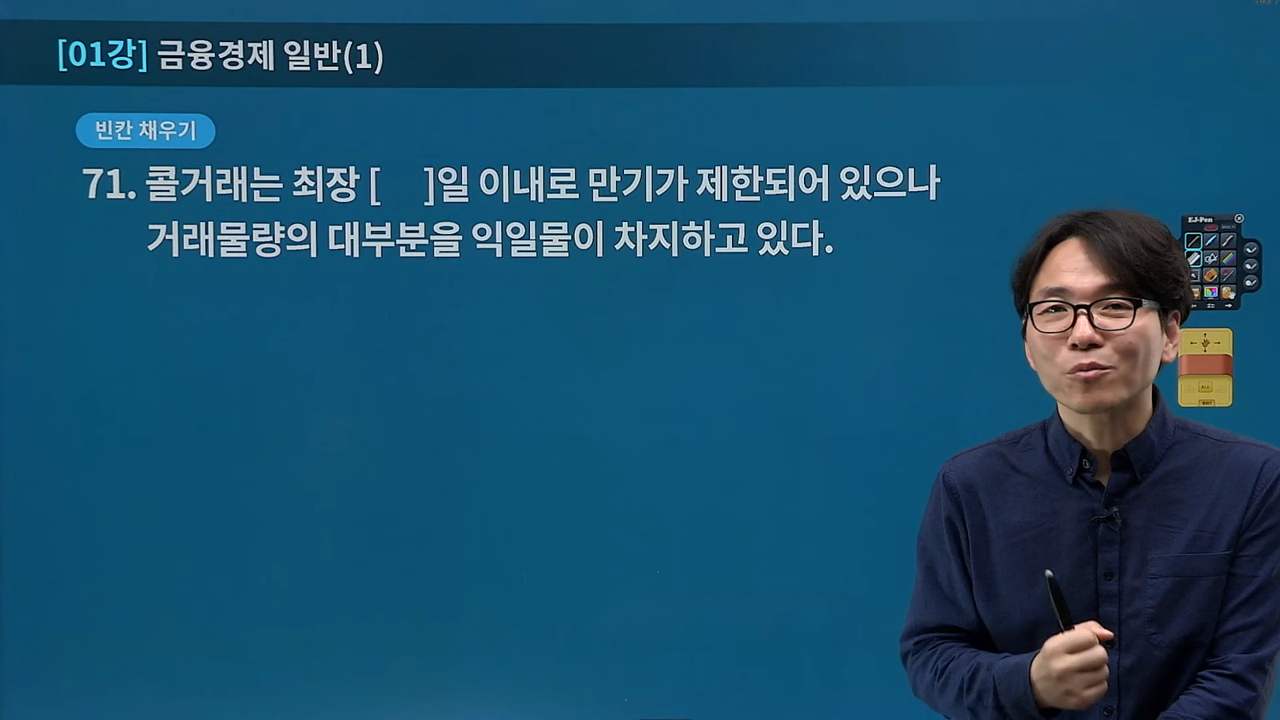 [01강] 금융경제 일반(1)
빈칸 채우기
71. 콜거래는 최장 [ ]일 이내로 만기가 제한되어 있으나
거래물량의 대부분을 익일물이 차지하고 있다.
EJ-Pen